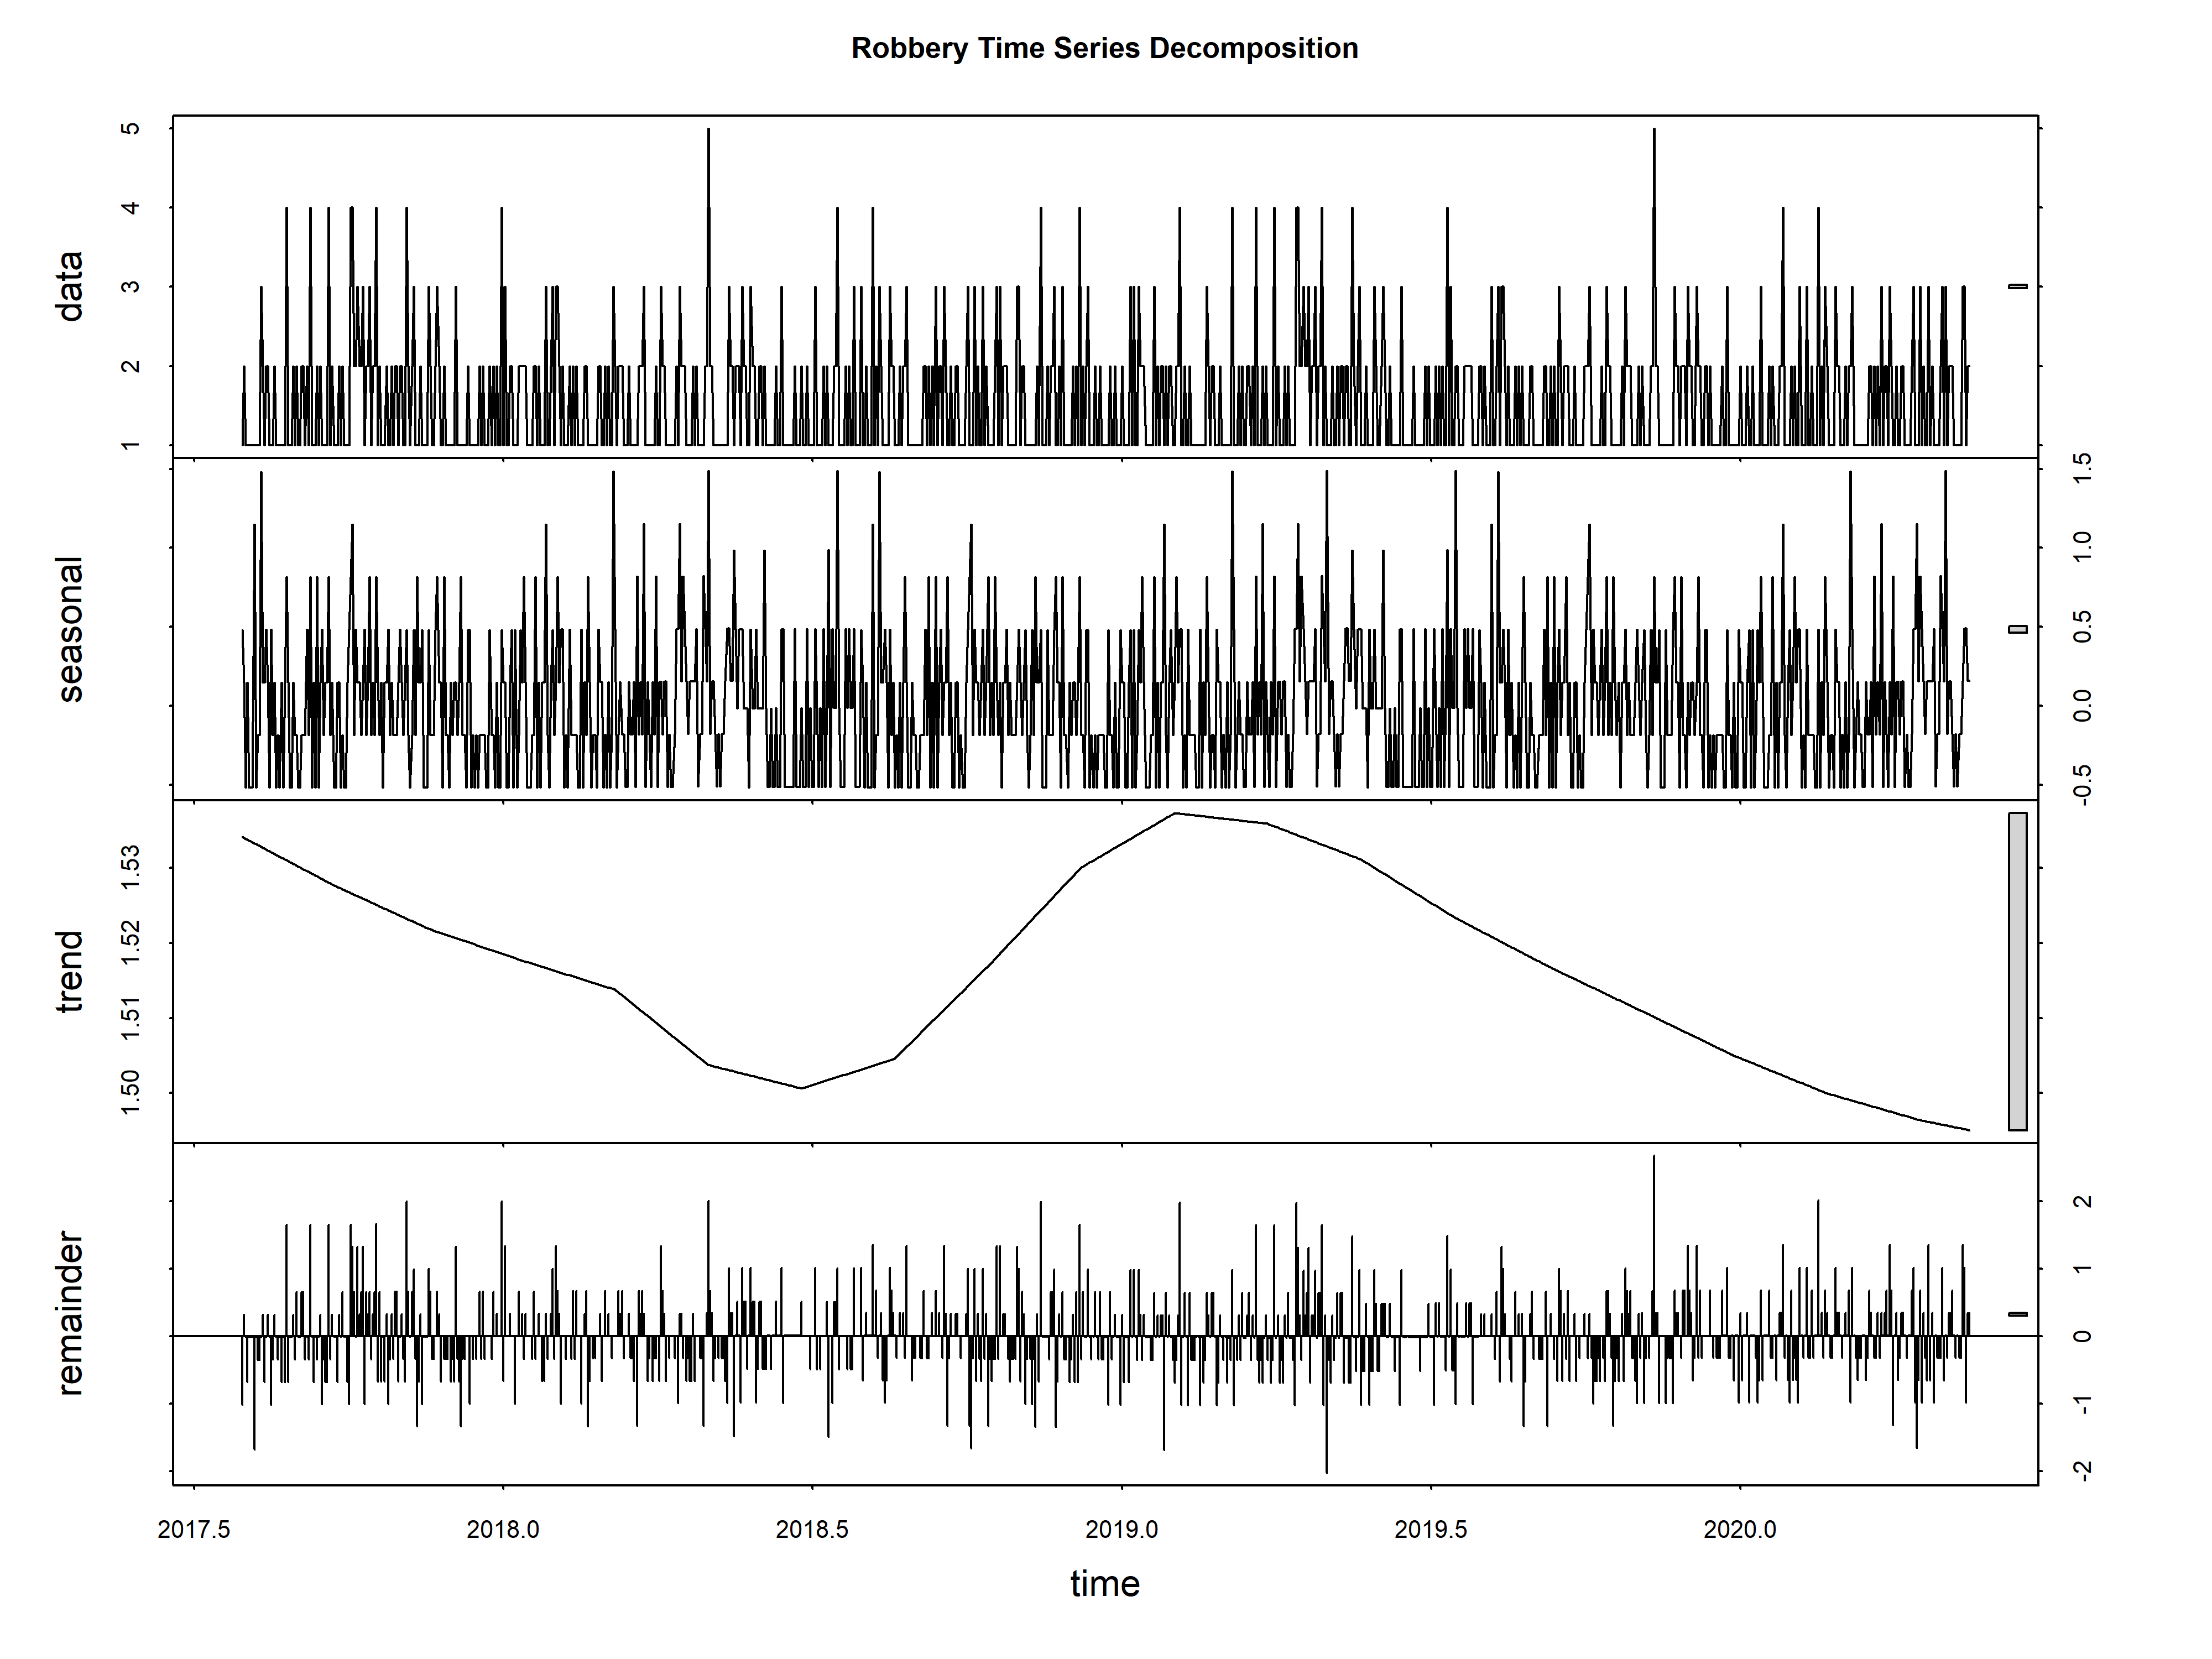 Robbery Time Series Decomposition
data
1 2 3 4 5
seasonal
-0.5 0.0 0.5 1.0 1.5
trend
1.50 1.51 1.52 1.53
remainder
-2 -1 0 1 2
2017.5 2018.0 2018.5 2019.0 2019.5 2020.0
time